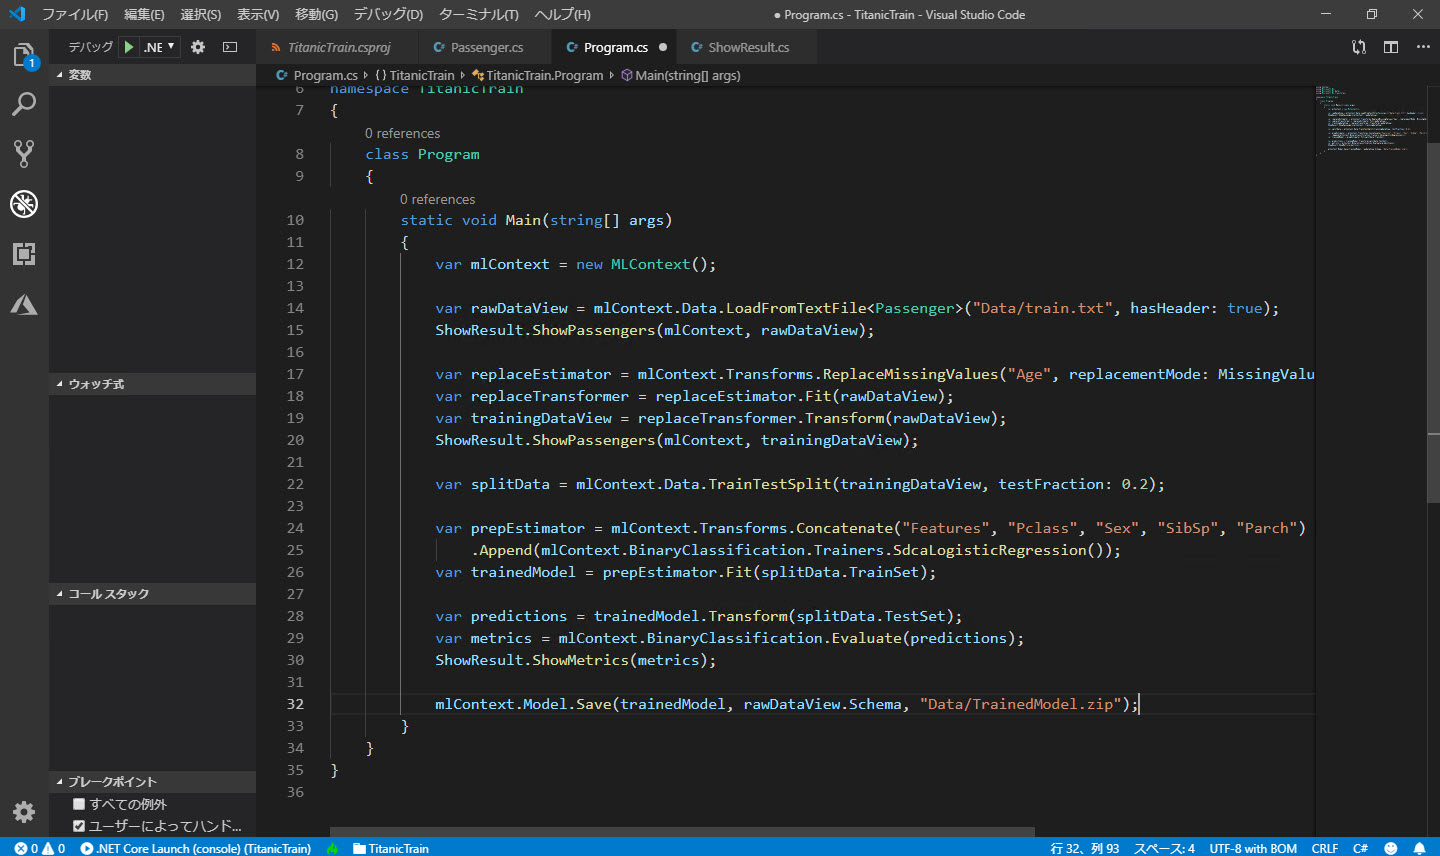 ファイル(F) 編集(E) 選択(S) 表示(V) 移動(G) デバッグ(D) ターミナル(T) ヘルプ(H) ● Program.cs - TitanicTrain - Visual Studio Code
デバッグ .NE TitanicTrain.csproj Passenger.cs Program.cs ShowResult.cs
1
変数
Program.cs {} TitanicTrain TitanicTrain.Program Main(string[] args)
6 namespace TitanicTrain
7 {
0 references
8 class Program
9 {
0 references
10 static void Main(string[] args)
11 {
12 var mlContext = new MLContext();
13
14 var rawDataView = mlContext.Data.LoadFromTextFile<Passenger>("Data/train.txt", hasHeader: true);
15 ShowResult.ShowPassengers(mlContext, rawDataView);
16
17 var replaceEstimator = mlContext.Transforms.ReplaceMissingValues("Age", replacementMode: MissingValu
18 var replaceTransformer = replaceEstimator.Fit(rawDataView);
19 var trainingDataView = replaceTransformer.Transform(rawDataView);
20 ShowResult.ShowPassengers(mlContext, trainingDataView);
21
22 var splitData = mlContext.Data.TrainTestSplit(trainingDataView, testFraction: 0.2);
23
24 var prepEstimator = mlContext.Transforms.Concatenate("Features", "Pclass", "Sex", "SibSp", "Parch")
25 .Append(mlContext.BinaryClassification.Trainers.SdcaLogisticRegression());
26 var trainedModel = prepEstimator.Fit(splitData.TrainSet);
27
28 var predictions = trainedModel.Transform(splitData.TestSet);
29 var metrics = mlContext.BinaryClassification.Evaluate(predictions);
30 ShowResult.ShowMetrics(metrics);
31
32 mlContext.Model.Save(trainedModel, rawDataView.Schema, "Data/TrainedModel.zip");
33 }
34 }
35 }
36
ウォッチ式
コール スタック
ブレークポイント
すべての例外
ユーザーによってハンド...
0 0 .NET Core Launch (console) (TitanicTrain) TitanicTrain 行 32、列 93 スペース: 4 UTF-8 with BOM CRLF C#